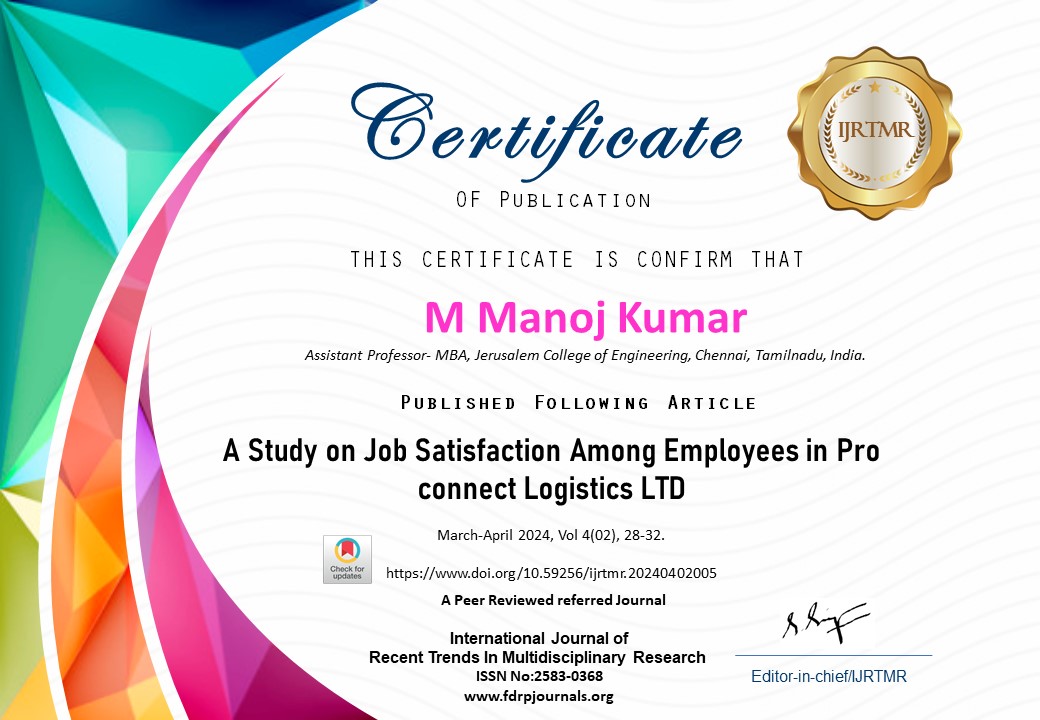 Certificate
IJRTMR
OF PUBLICATION
THIS CERTIFICATE IS CONFIRM THAT
M Manoj Kumar
Assistant Professor- MBA, Jerusalem College of Engineering, Chennai, Tamilnadu, India.
PUBLISHED FOLLOWING ARTICLE
A Study on Job Satisfaction Among Employees in Pro
connect Logistics LTD
March-April 2024, Vol 4(02), 28-32.
Check for
updates
https://www.doi.org/10.59256/ijrtmr.20240402005
A Peer Reviewed referred Journal
International Journal of
Recent Trends In Multidisciplinary Research
ISSN No:2583-0368
www.fdrpjournals.org
Editor-in-chief/IJRTMR